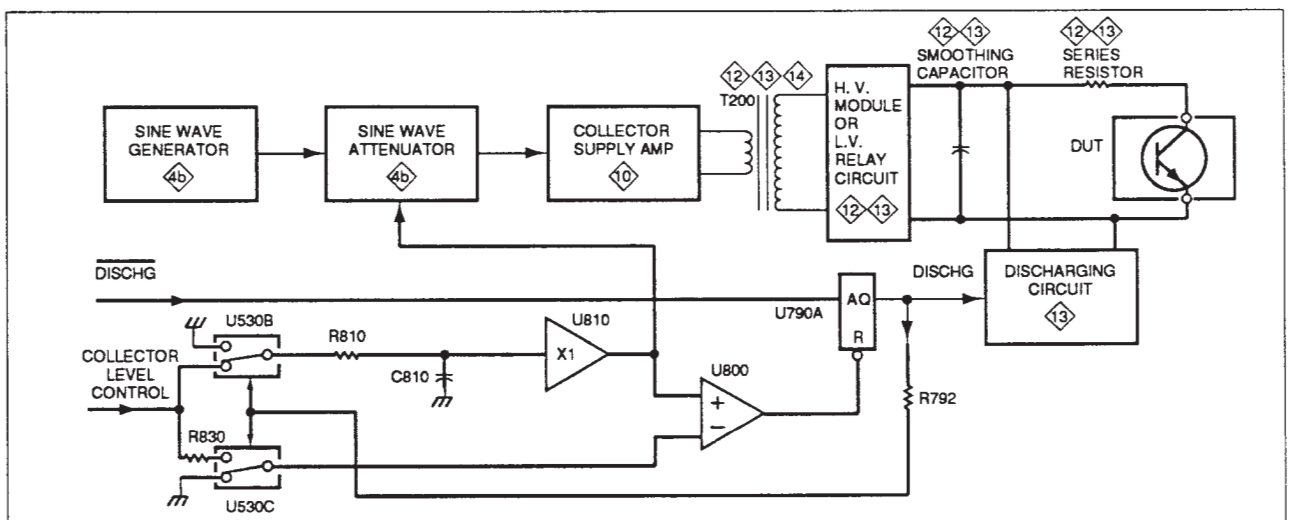 12 13
SMOOTHING
CAPACITOR
12 13
SERIES
RESISTOR
12 13 14
T200
H. V.
MODULE
OR
L.V.
RELAY
CIRCUIT
12 13
SINE WAVE
GENERATOR
4b
SINE WAVE
ATTENUATOR
4b
COLLECTOR
SUPPLY AMP
10
DUT
DISCHG
U790A
AQ
R
DISCHG
DISCHARGING
CIRCUIT
13
U530B
R810
C810
U810
X1
COLLECTOR
LEVEL
CONTROL
U800
+
−
R792
R830
U530C